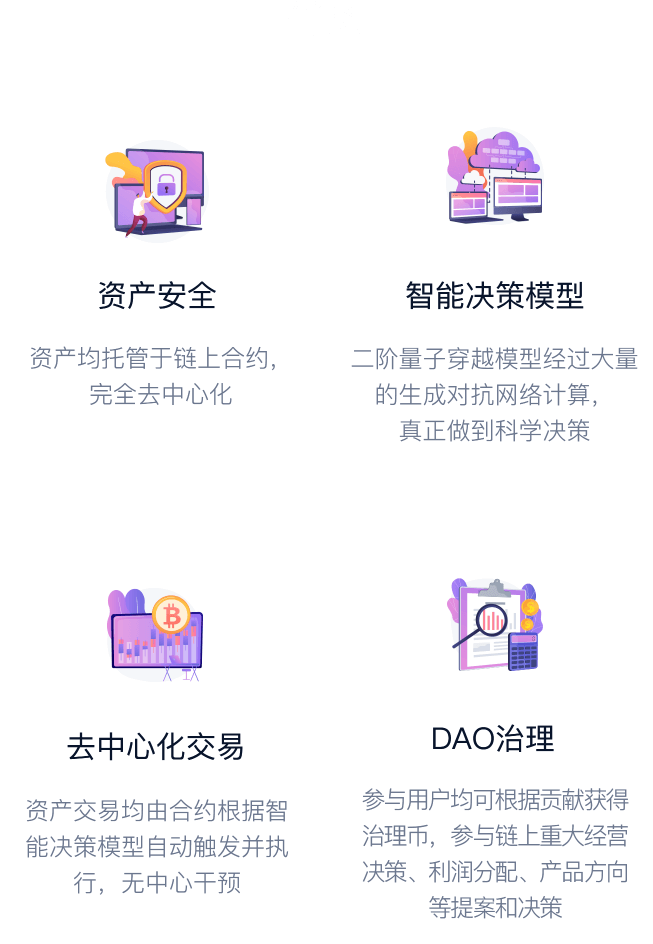 资产安全
资产均托管于链上合约，
完全去中心化
智能决策模型
二阶量子穿越模型经过大量
的生成对抗网络计算，
真正做到科学决策
去中心化交易
资产交易均由合约根据智
能决策模型自动触发并执
行，无中心干预
DAO治理
参与用户均可根据贡献获得
治理币，参与链上重大经营
决策、利润分配、产品方向
等提案和决策